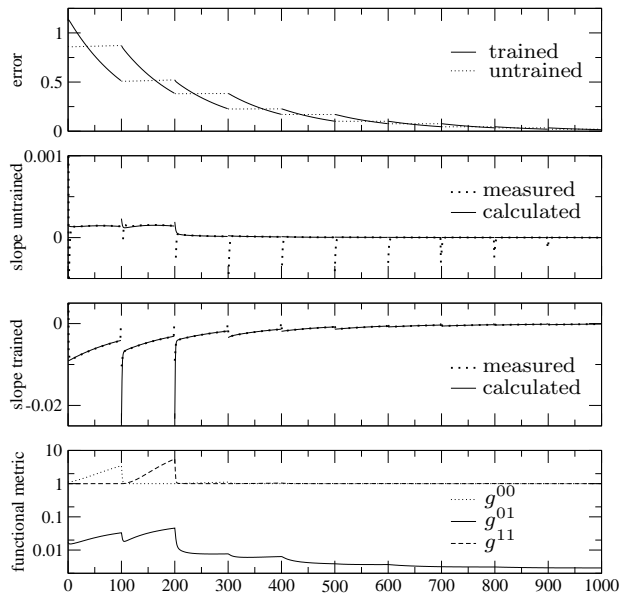 1
0.5
0
error
trained
untrained
0.001
0
slope untrained
measured
calculated
0
-0.02
slope trained
measured
calculated
10
1
0.1
0.01
functional metric
g^00
g^01
g^11
0 100 200 300 400 500 600 700 800 900 1000